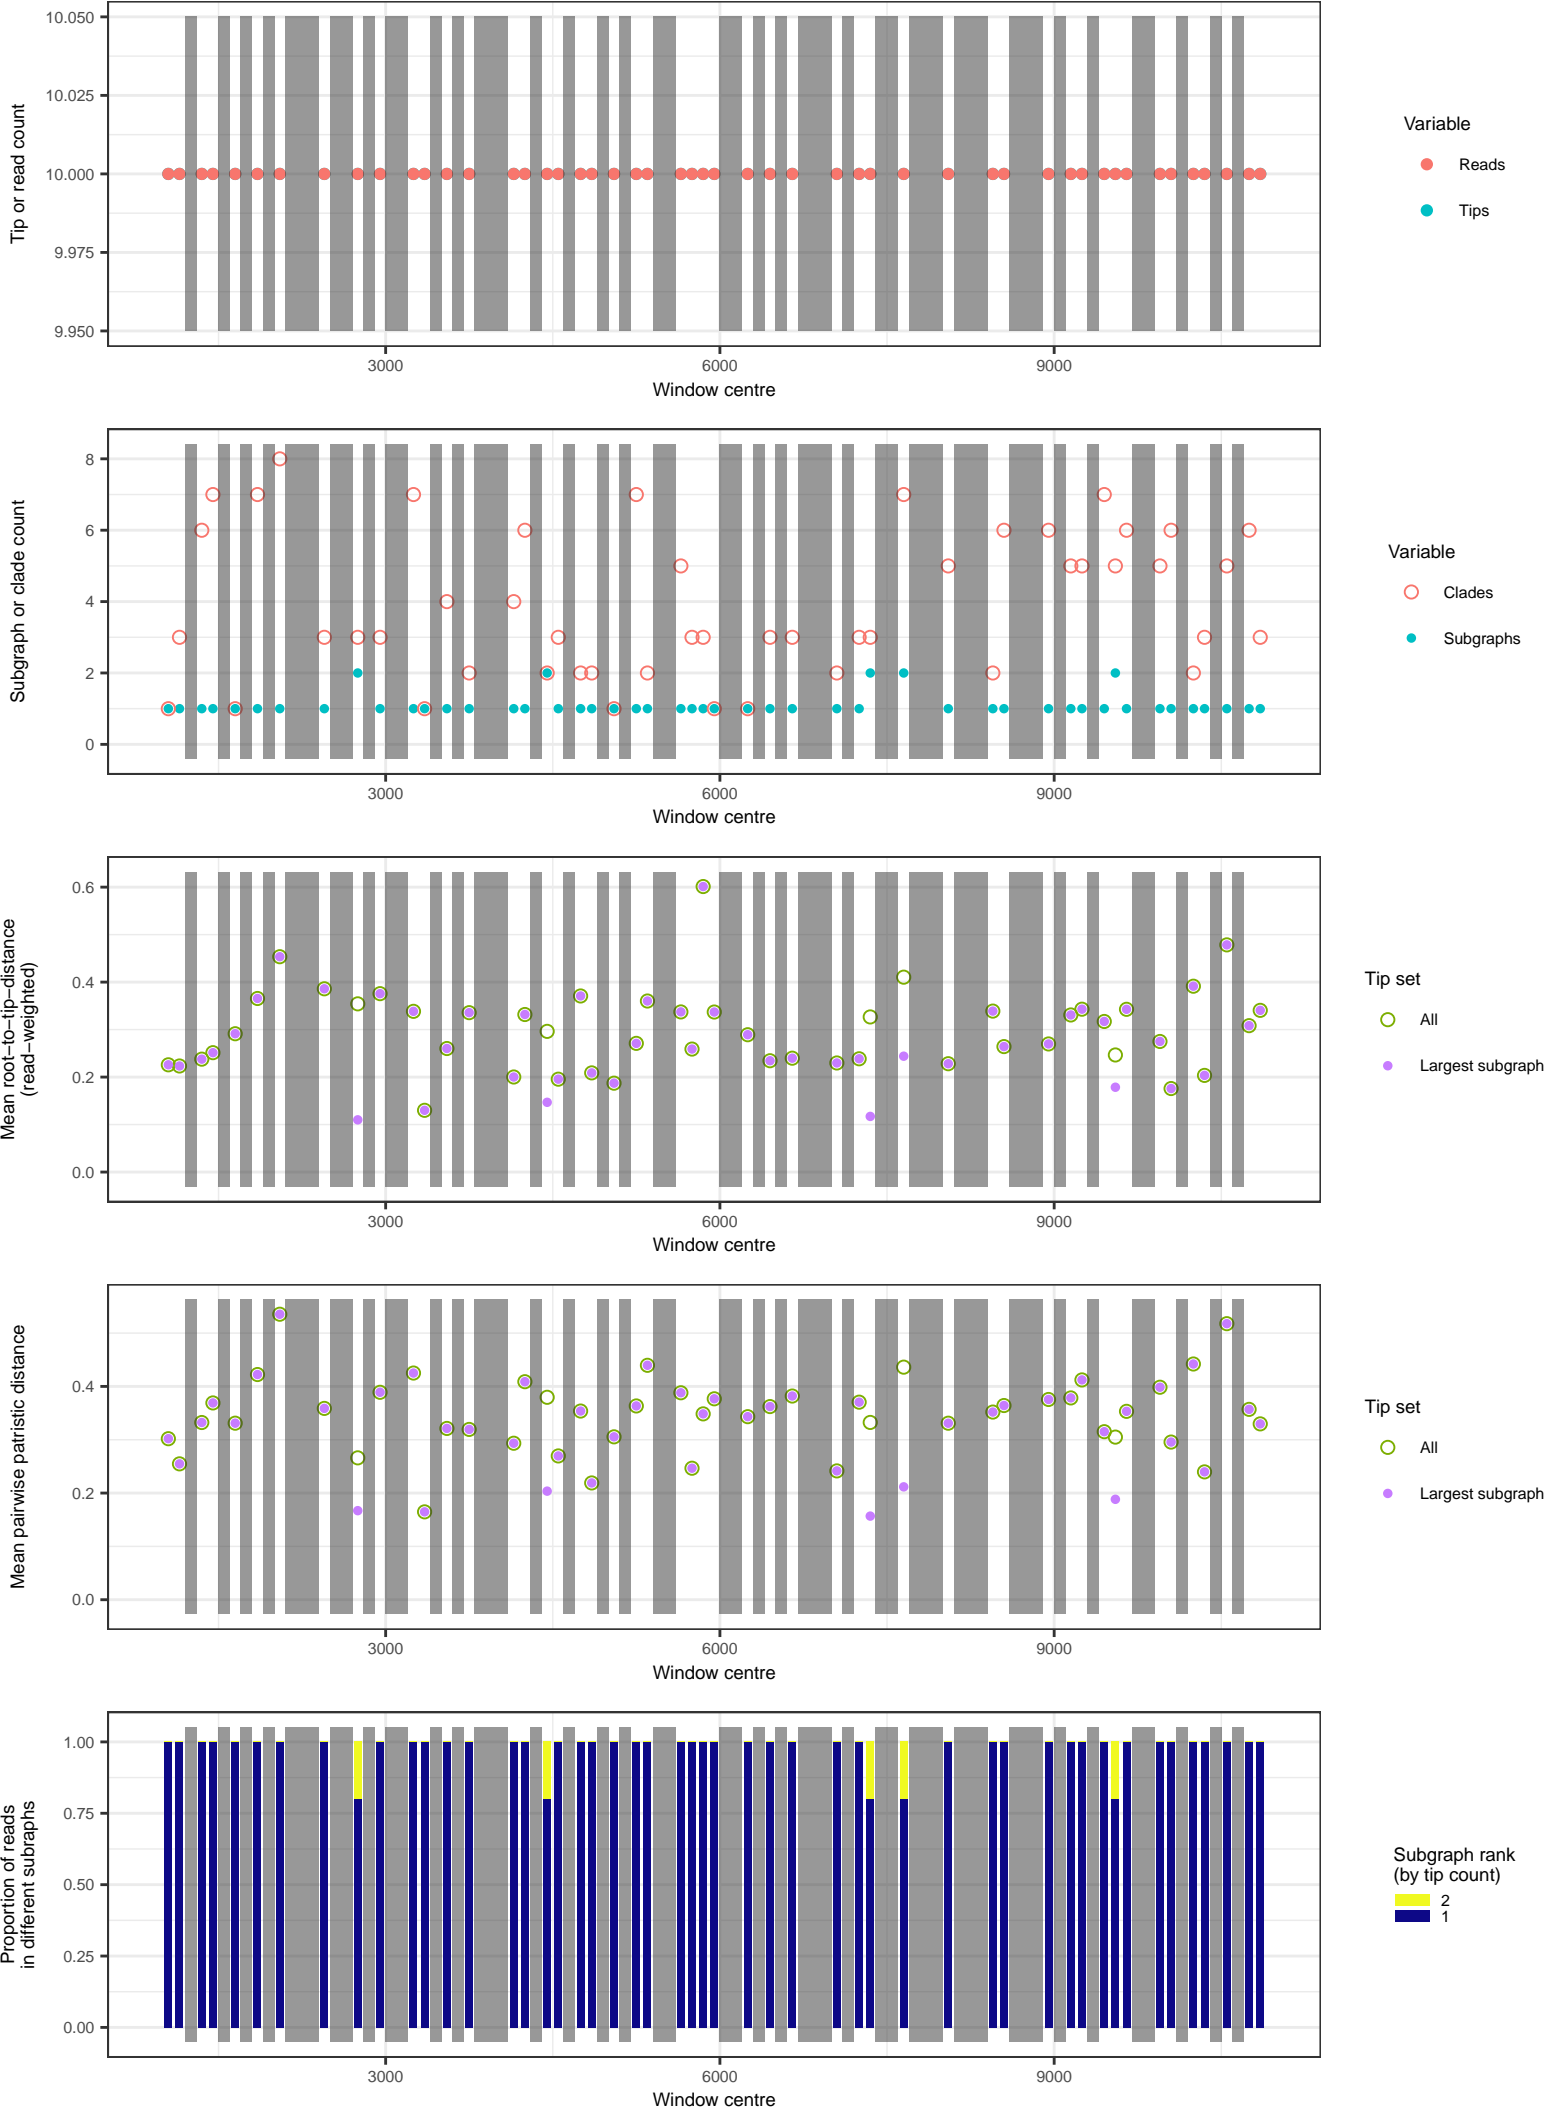 10.050
10.025
10.000
9.975
9.950
Tip or read count
3000
6000
9000
Window centre
Variable
Reads
Tips
8
6
4
2
0
Subgraph or clade count
3000
6000
9000
Window centre
Variable
Clades
Subgraphs
0.6
0.4
0.2
0.0
Mean root−to−tip−distance
(read−weighted)
3000
6000
9000
Window centre
Tip set
All
Largest subgraph
0.4
0.2
0.0
Mean pairwise patristic distance
3000
6000
9000
Window centre
Tip set
All
Largest subgraph
1.00
0.75
0.50
0.25
0.00
Proportion of reads
in different subraphs
3000
6000
9000
Window centre
Subgraph rank
(by tip count)
2
1